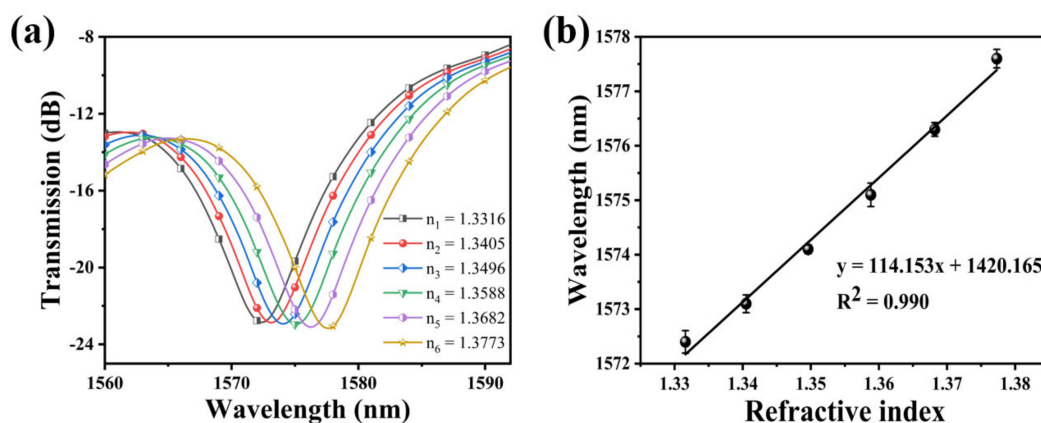 (a)
-8
-12
-16
-20
-24
Transmission (dB)
n1 = 1.3316
n2 = 1.3405
n3 = 1.3496
n4 = 1.3588
n5 = 1.3682
n6 = 1.3773
1560 1570 1580 1590
Wavelength (nm)
(b)
1578
1577
1576
1575
1574
1573
1572
Wavelength (nm)
y = 114.153x + 1420.165
R² = 0.990
1.33 1.34 1.35 1.36 1.37 1.38
Refractive index